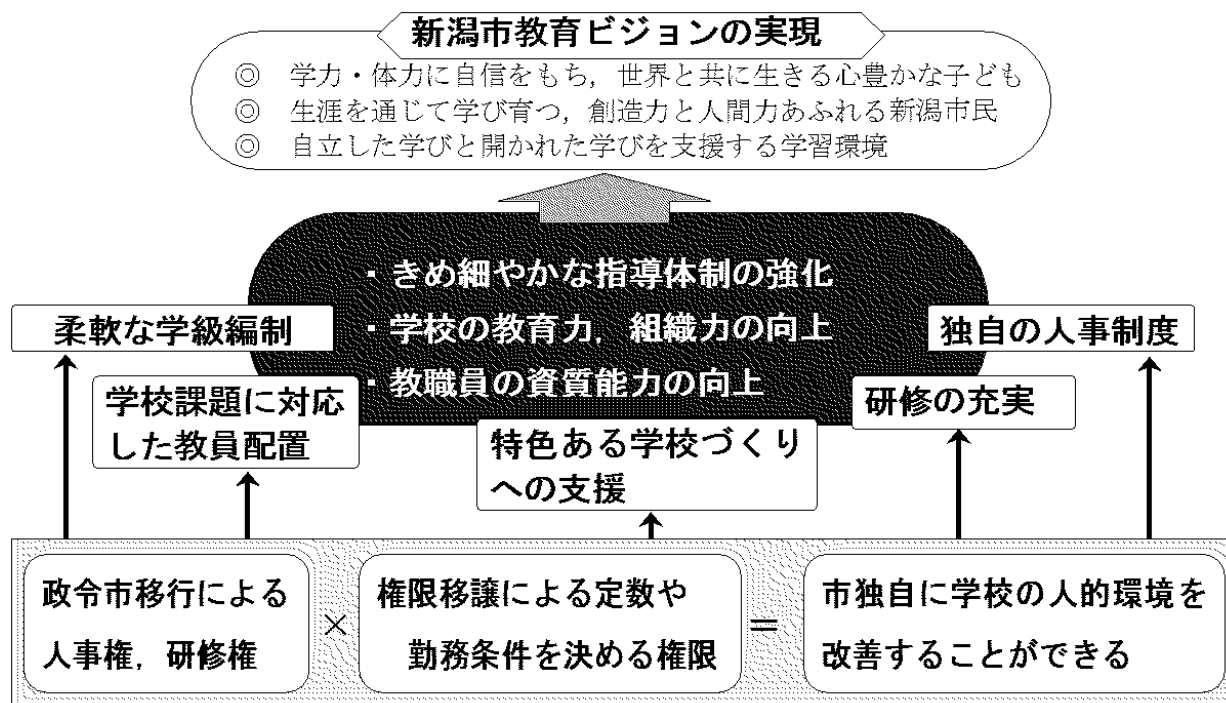 新潟市教育ビジョンの実現
◎ 学力・体力に自信をもち，世界と共に生きる心豊かな子ども
◎ 生涯を通じて学び育つ，創造力と人間力あふれる新潟市民
◎ 自立した学びと開かれた学びを支援する学習環境
・きめ細やかな指導体制の強化
・学校の教育力，組織力の向上
・教職員の資質能力の向上
柔軟な学級編制
学校課題に対応
した教員配置
特色ある学校づくり
への支援
研修の充実
独自の人事制度
政令市移行による
人事権，研修権
×
権限移譲による定数や
勤務条件を決める権限
＝
市独自に学校の人的環境を
改善することができる